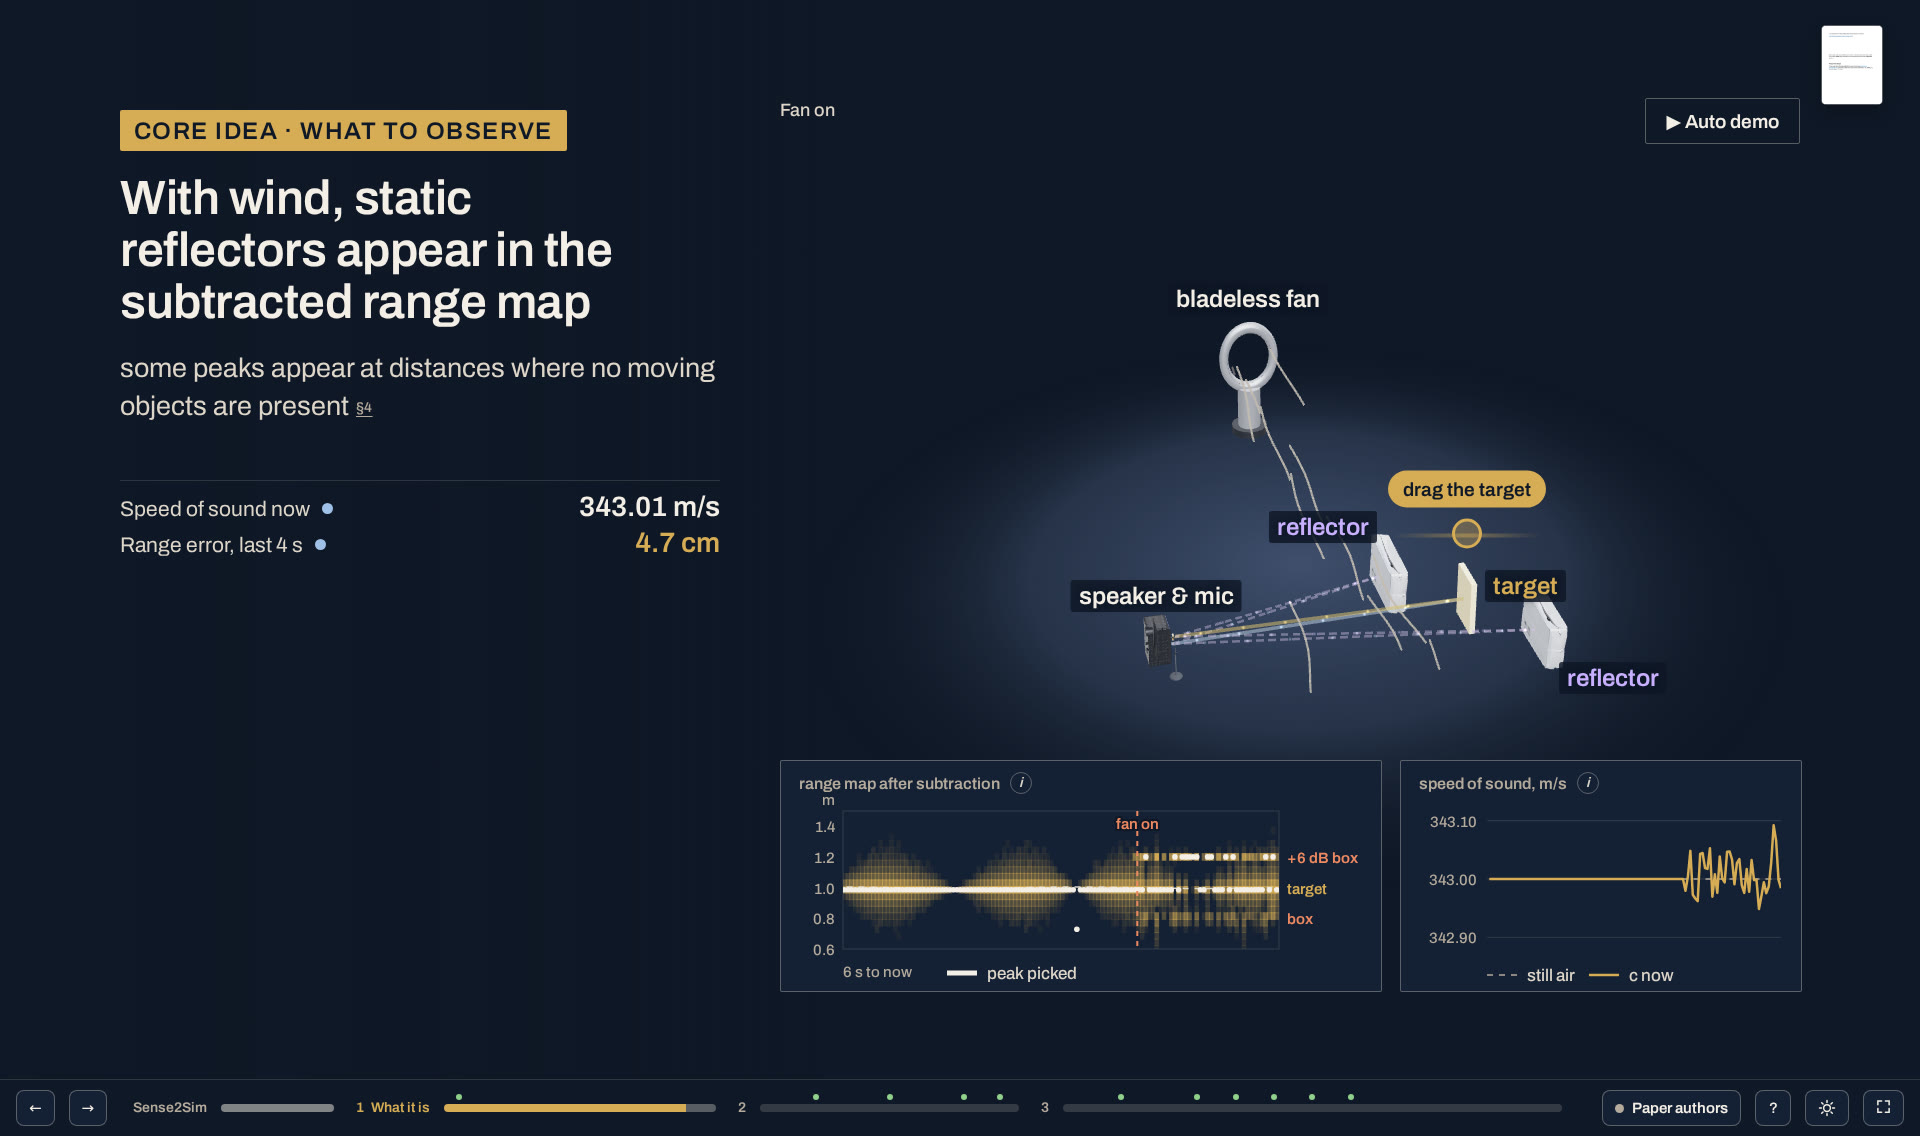 CORE IDEA · WHAT TO OBSERVE
With wind, static
reflectors appear in the
subtracted range map
some peaks appear at distances where no moving
objects are present §4
Speed of sound now 343.01 m/s
Range error, last 4 s 4.7 cm
Fan on
▶ Auto demo
bladeless fan
drag the target
reflector
target
speaker & mic
reflector
range map after subtraction i
m
1.4
1.2
1.0
0.8
0.6
fan on
+6 dB box
target
box
6 s to now
peak picked
speed of sound, m/s i
343.10
343.00
342.90
still air
c now
← → Sense2Sim 1 What it is 2 3 Paper authors ?